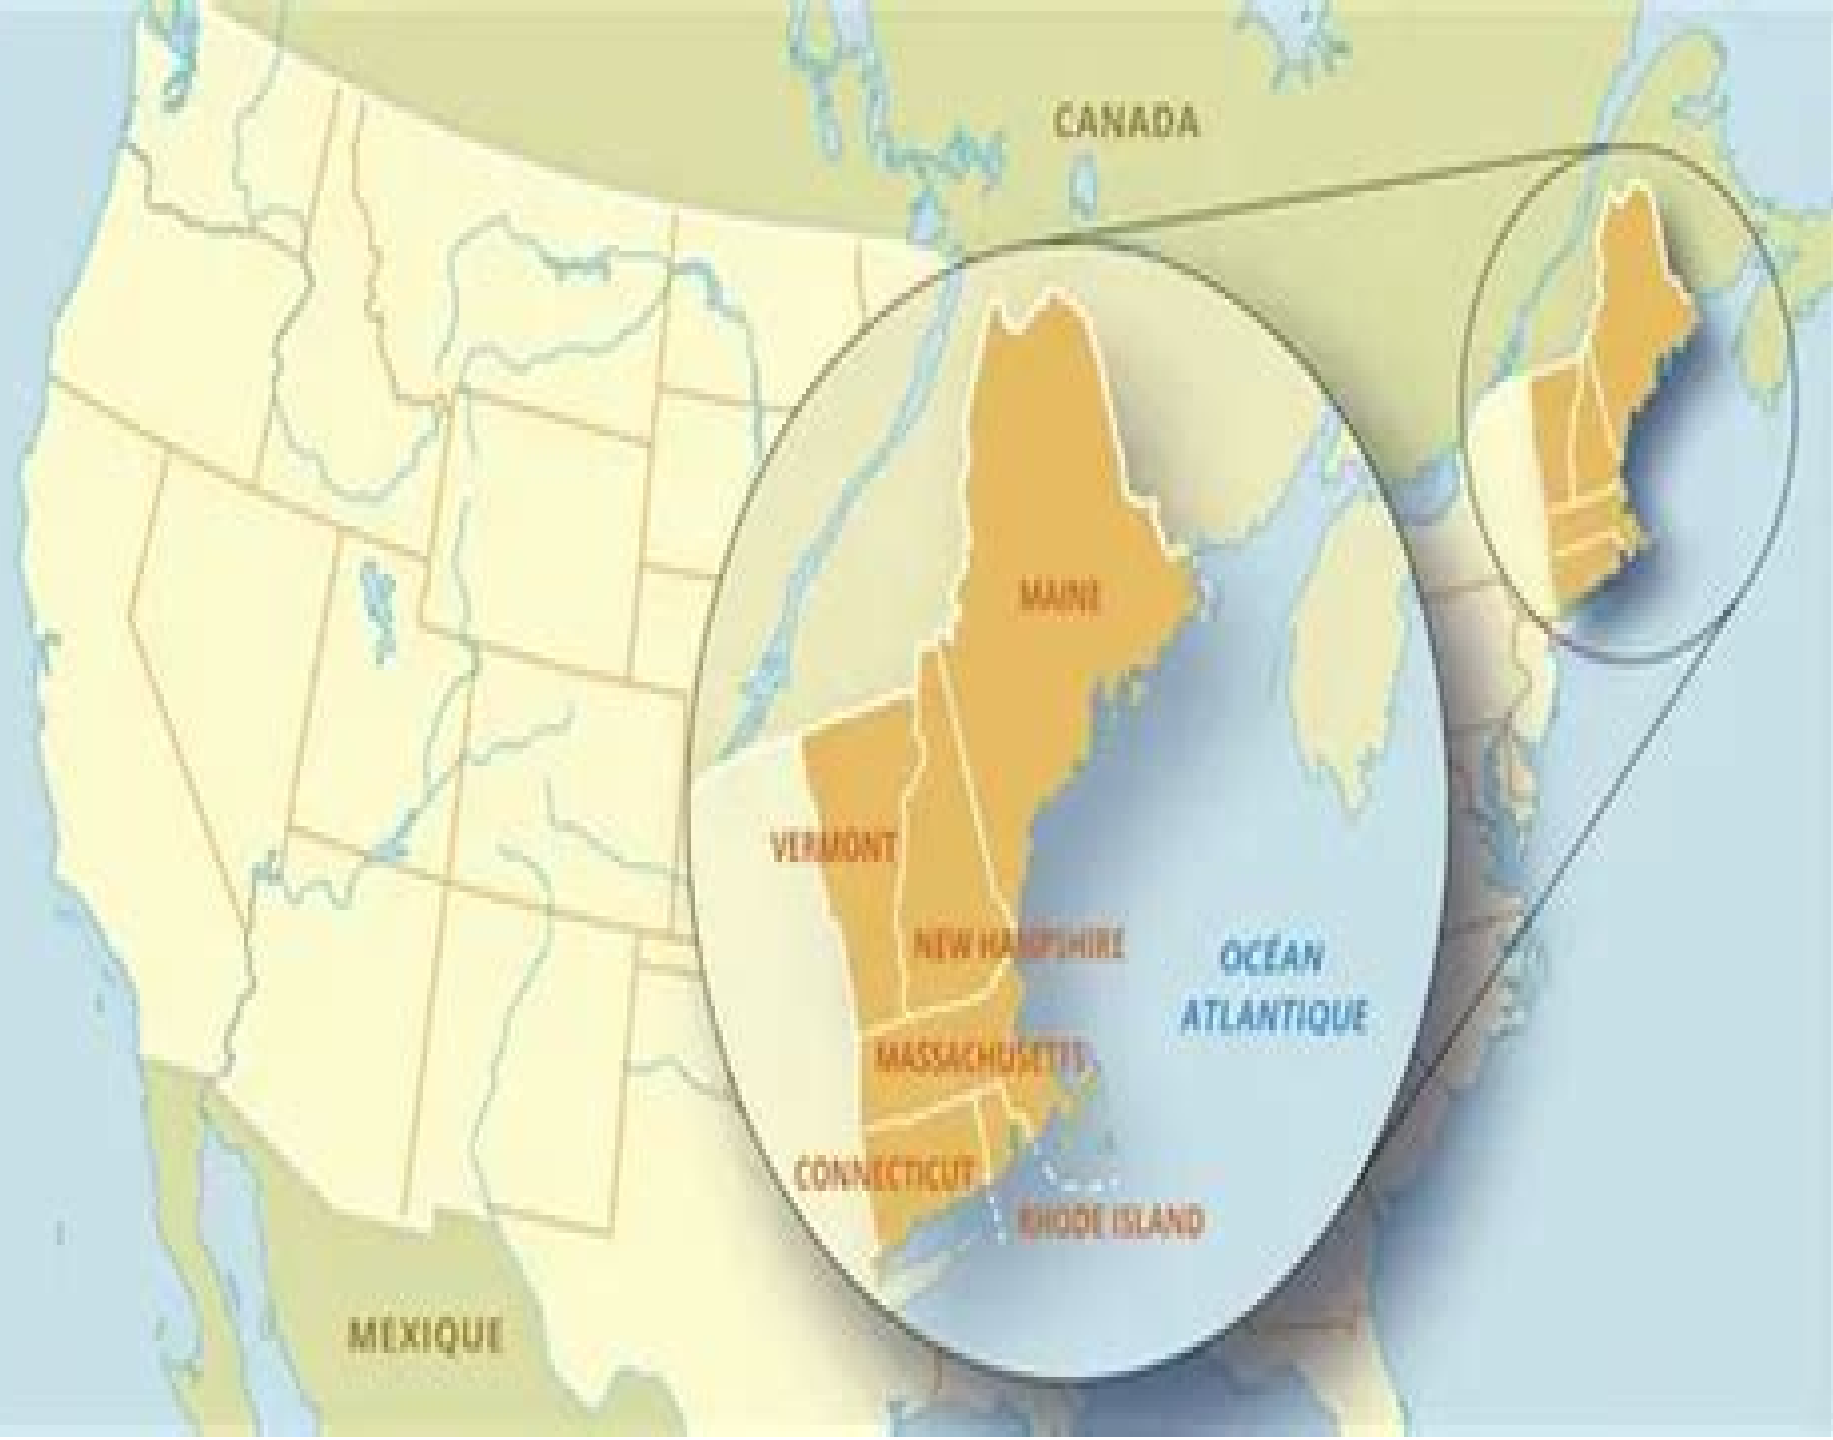 CANADA
MAINE
VERMONT
NEW HAMPSHIRE
OCÉAN
ATLANTIQUE
MASSACHUSETTS
CONNECTICUT
RHODE ISLAND
MEXIQUE